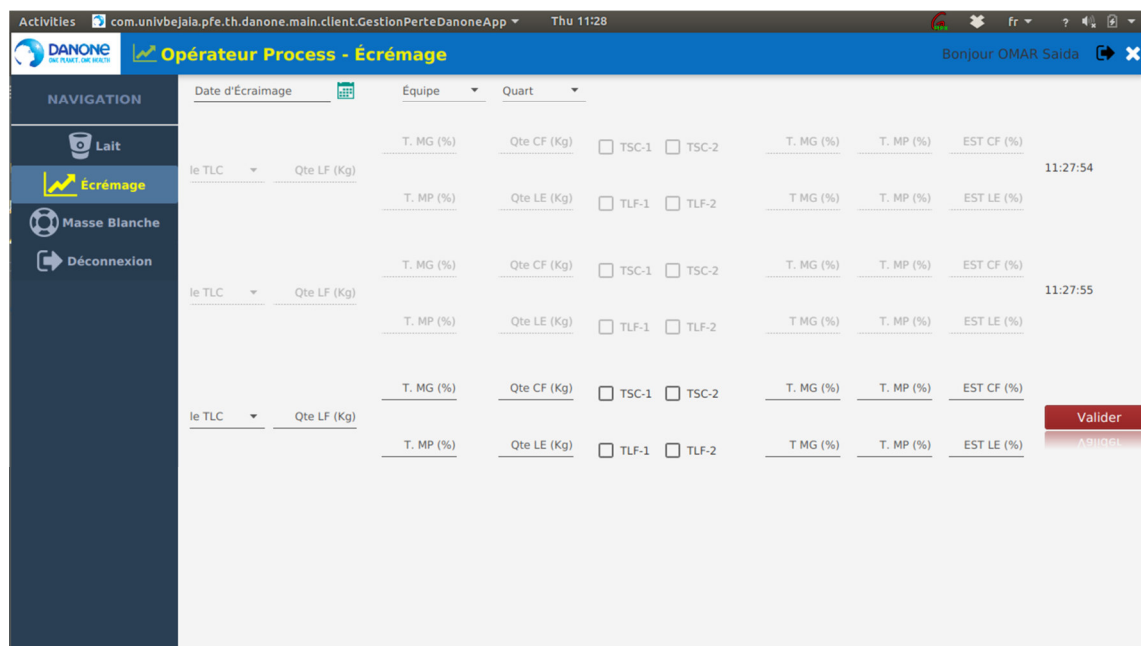 Activities com.univbejaia.pfe.th.danone.main.client.GestionPerteDanoneApp Thu 11:28 fr ?
DANONE
ONE PLANET. ONE HEALTH
Opérateur Process - Écrémage
Bonjour OMAR Saida
NAVIGATION
Lait
Écrémage
Masse Blanche
Déconnexion
Date d'Écraimage Équipe Quart
T. MG (%) Qte CF (Kg) TSC-1 TSC-2 T. MG (%) T. MP (%) EST CF (%)
le TLC Qte LF (Kg) 11:27:54
T. MP (%) Qte LE (Kg) TLF-1 TLF-2 T MG (%) T. MP (%) EST LE (%)
T. MG (%) Qte CF (Kg) TSC-1 TSC-2 T. MG (%) T. MP (%) EST CF (%)
le TLC Qte LF (Kg) 11:27:55
T. MP (%) Qte LE (Kg) TLF-1 TLF-2 T MG (%) T. MP (%) EST LE (%)
T. MG (%) Qte CF (Kg) TSC-1 TSC-2 T. MG (%) T. MP (%) EST CF (%)
le TLC Qte LF (Kg) Valider
T. MP (%) Qte LE (Kg) TLF-1 TLF-2 T MG (%) T. MP (%) EST LE (%)